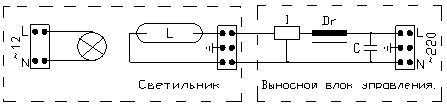 ~12
L
N
L
Светильник
I
Dr
C
L
N
~220
Выносной блок управления.